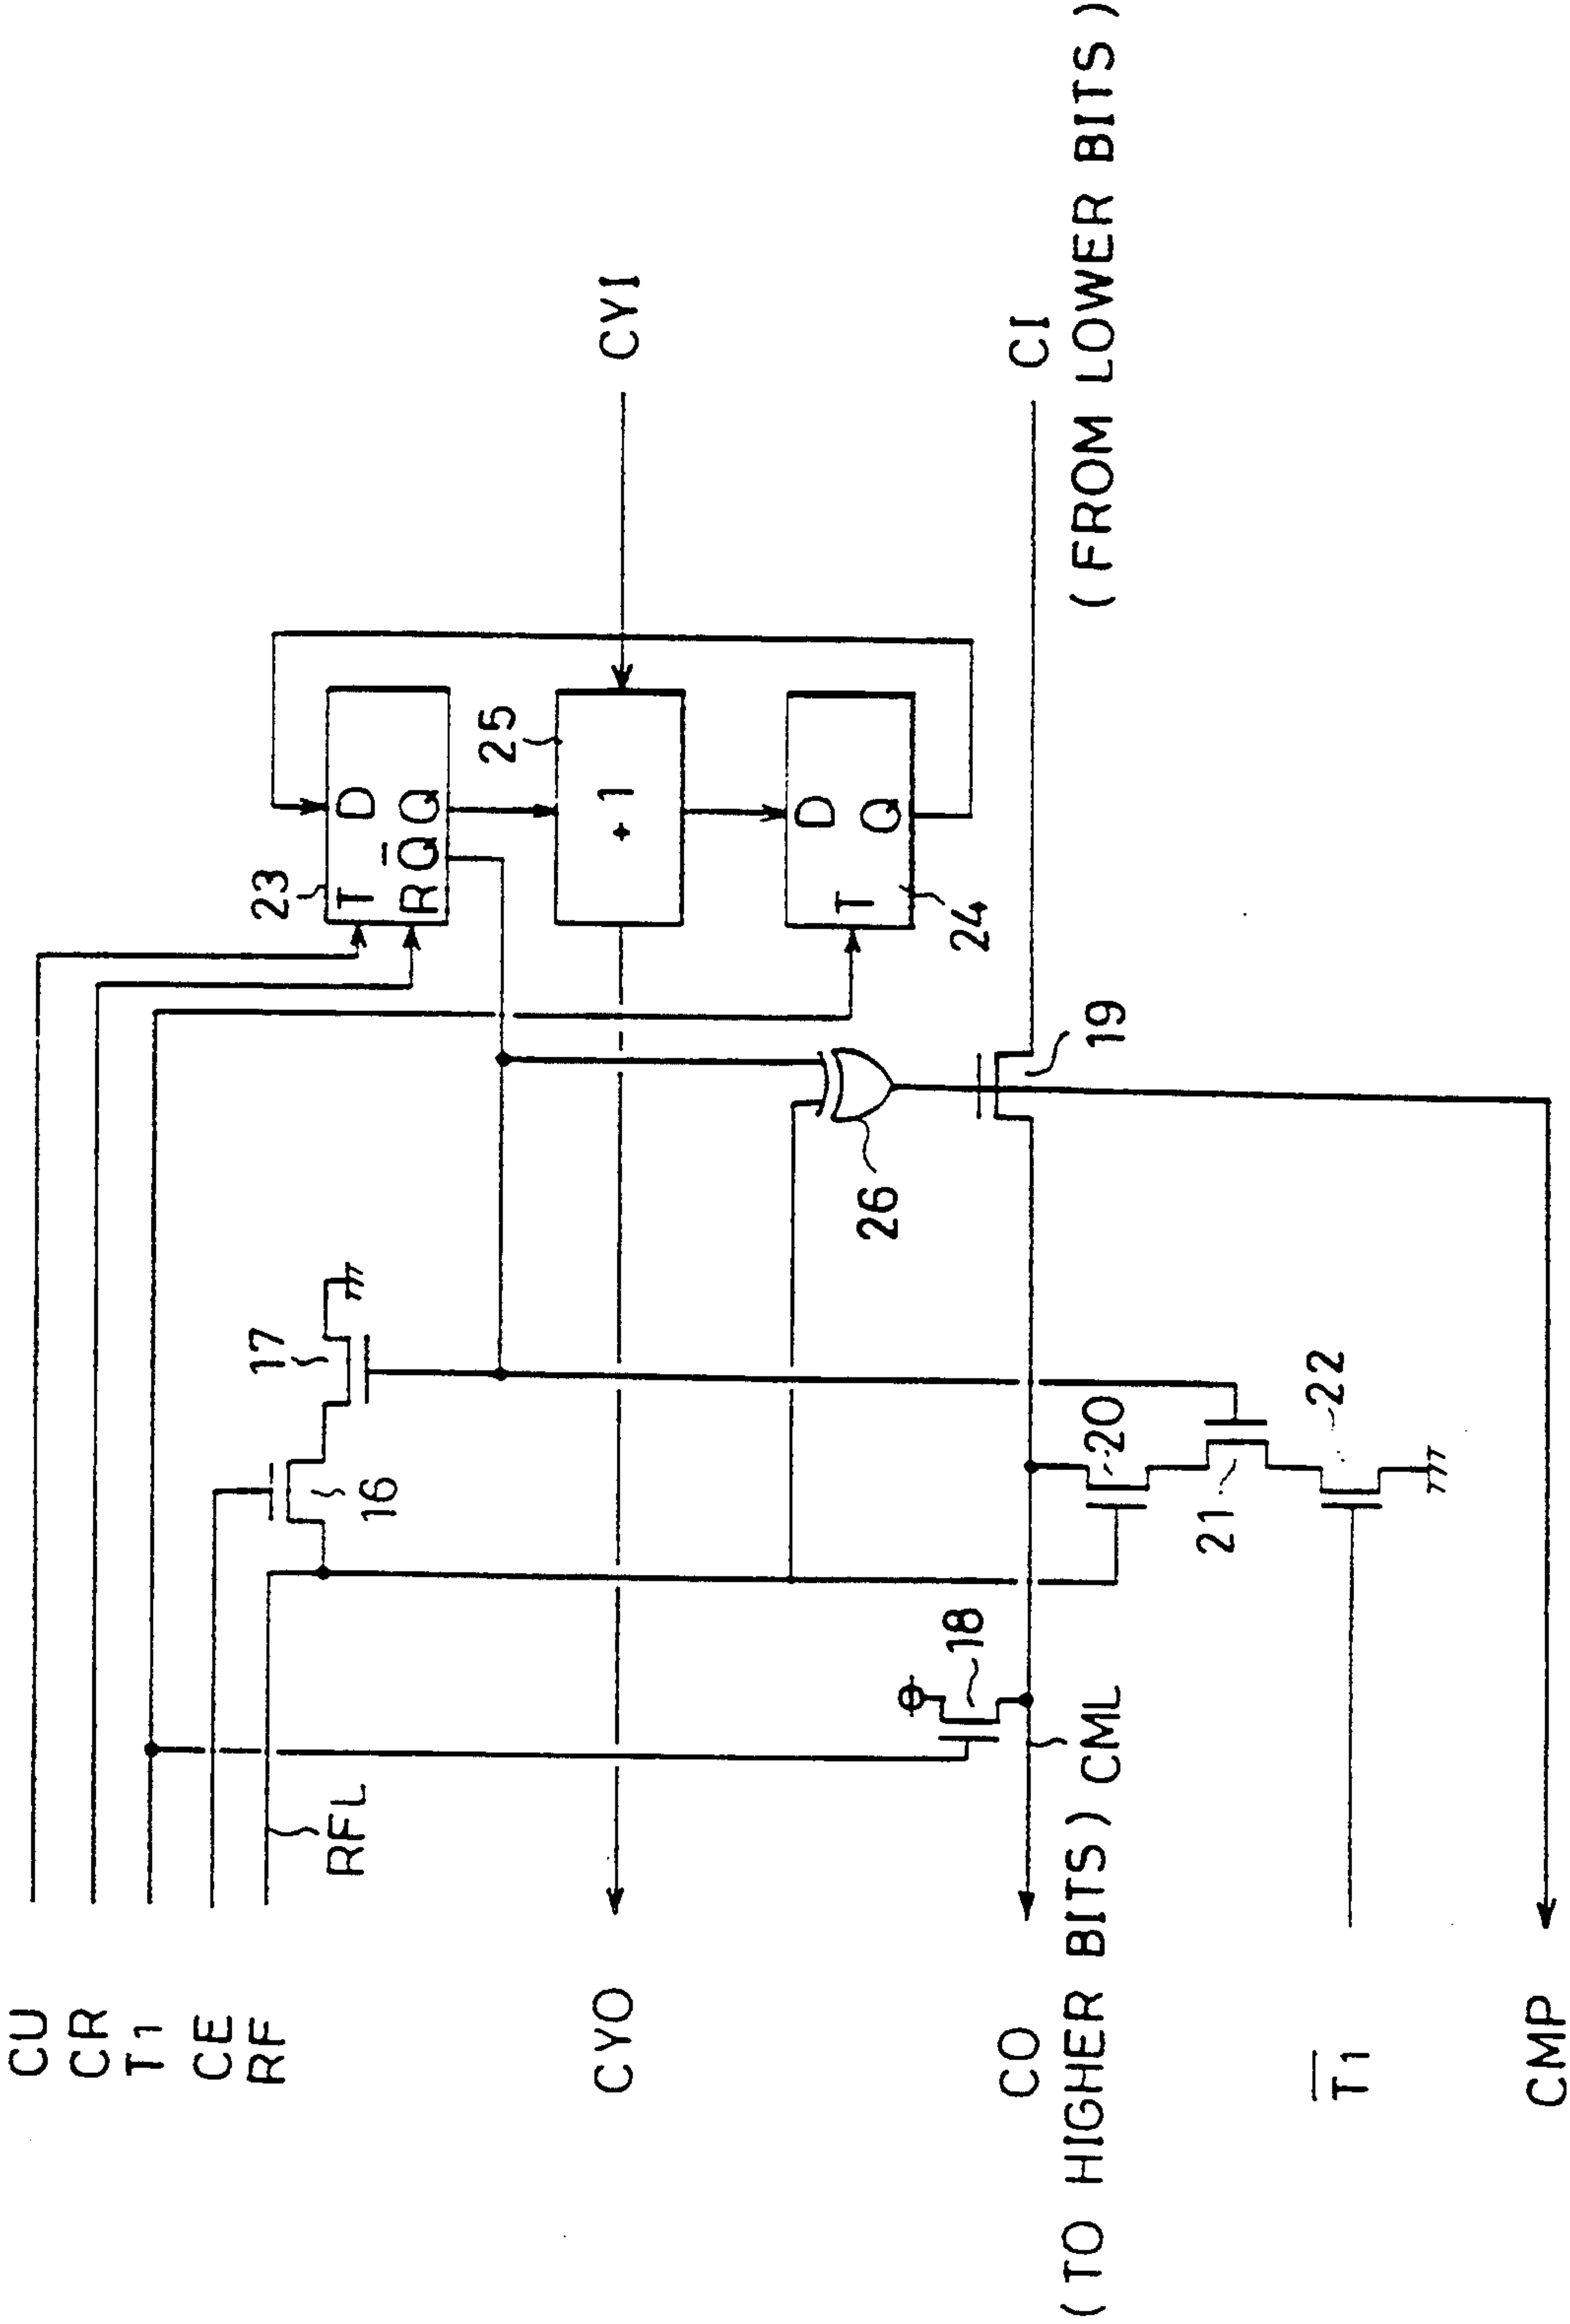 CU
CR
T1
CE
RF
RFL
CYO
CO
(TO HIGHER BITS)
CML
T̅1̅
CMP
16
17
18
19
20
21
22
23
T
D
R
Q̅
Q
24
T
D
Q
25
+1
26
CYI
CI
(FROM LOWER BITS)